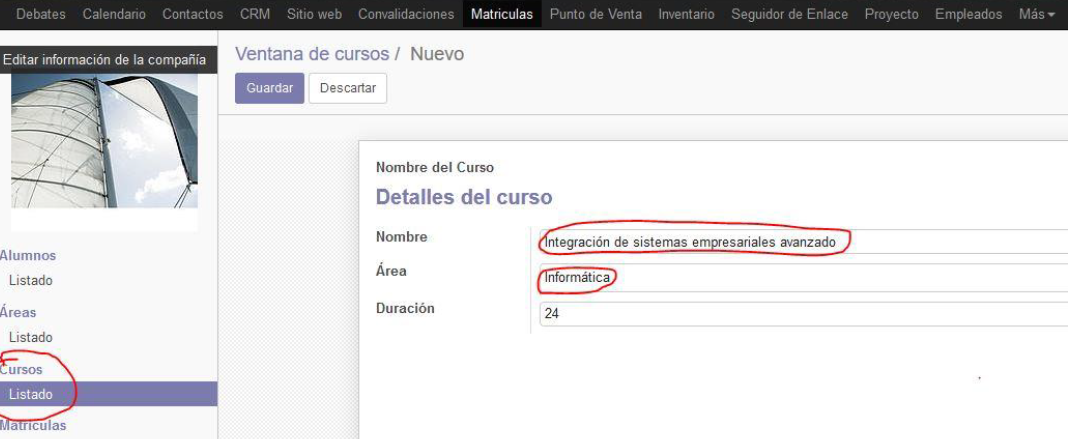 Debates Calendario Contactos CRM Sitio web Convalidaciones Matriculas Punto de Venta Inventario Seguidor de Enlace Proyecto Empleados Más
Editar información de la compañía
Ventana de cursos / Nuevo
Guardar Descartar
Nombre del Curso
Detalles del curso
Nombre Integración de sistemas empresariales avanzado
Área Informática
Duración 24
Alumnos
Listado
Áreas
Listado
Cursos
Listado
Matrículas